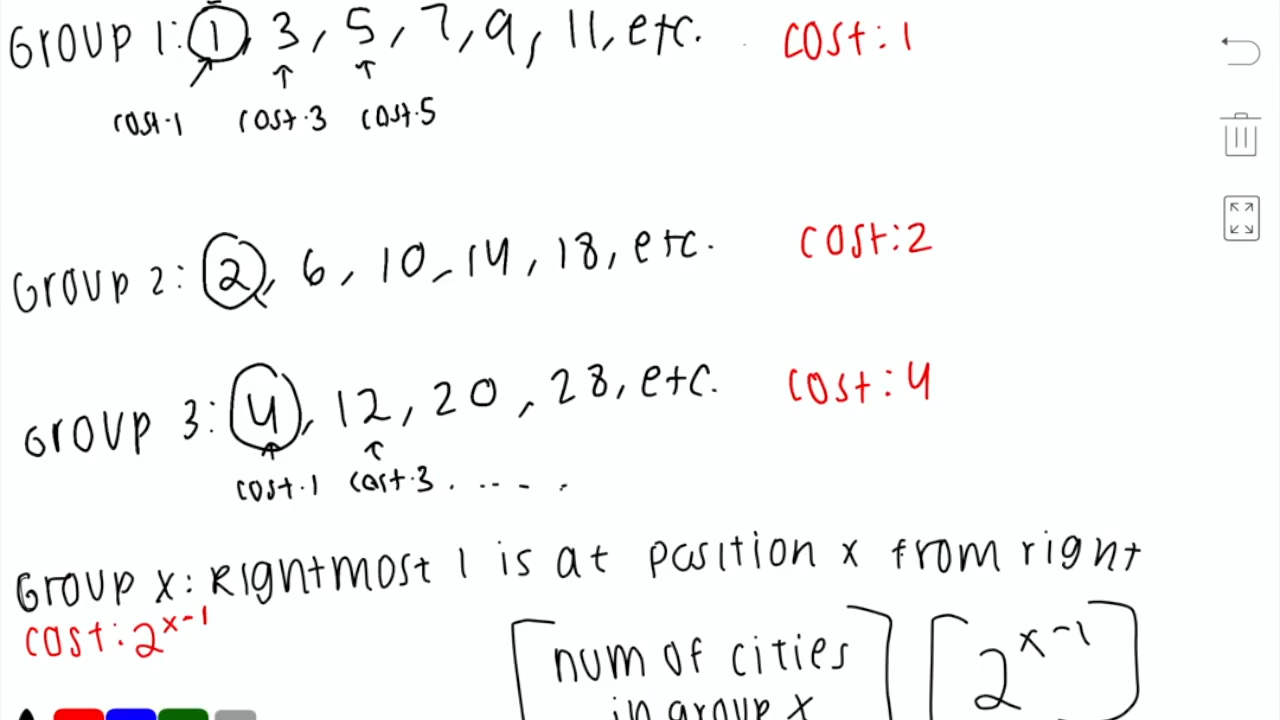 Group 1: 1, 3, 5, 7, 9, 11, etc. cost: 1
cost·1 cost·3 cost·5
Group 2: 2, 6, 10, 14, 18, etc. cost: 2
Group 3: 4, 12, 20, 28, etc. cost: 4
cost·1 cost·3 . . . . .
Group x: Rightmost 1 is at position x from right
cost: 2^x-1
[num of cities in group x] [2^x-1]